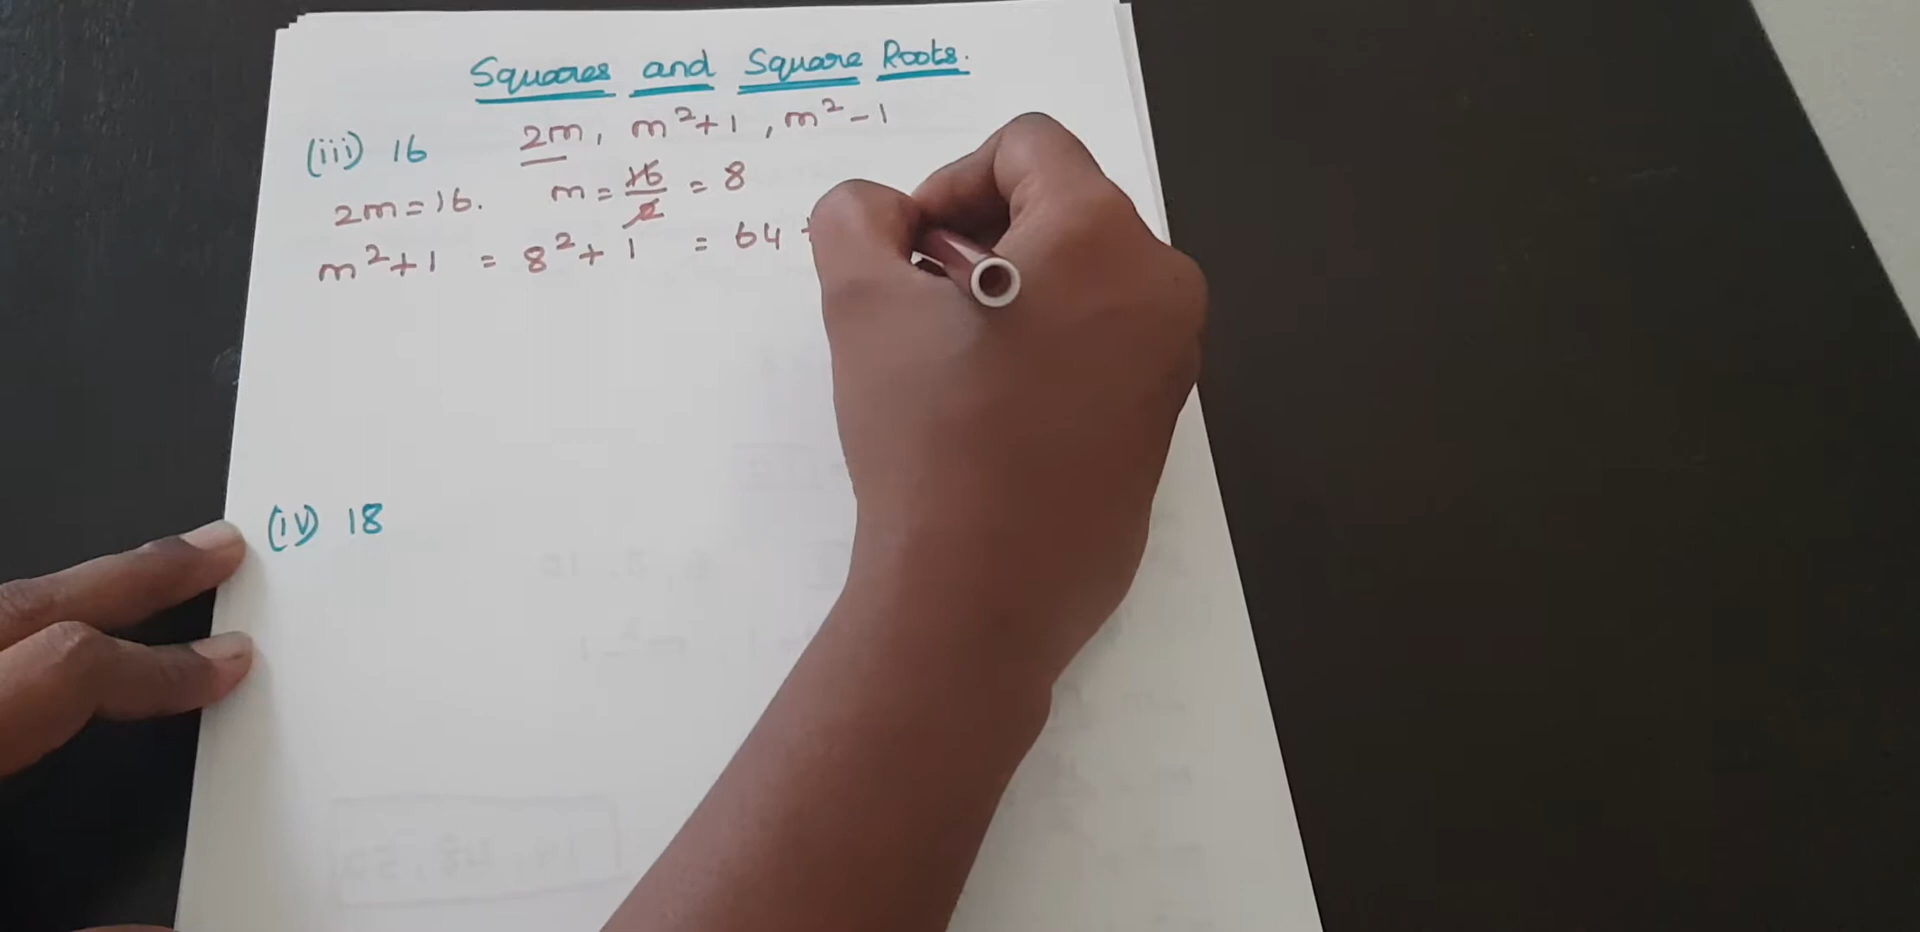 Squares and Square Roots.
(iii) 16 2m, m²+1, m²-1
2m=16. m = 16/2 = 8
m²+1 = 8²+1 = 64 +
(iv) 18